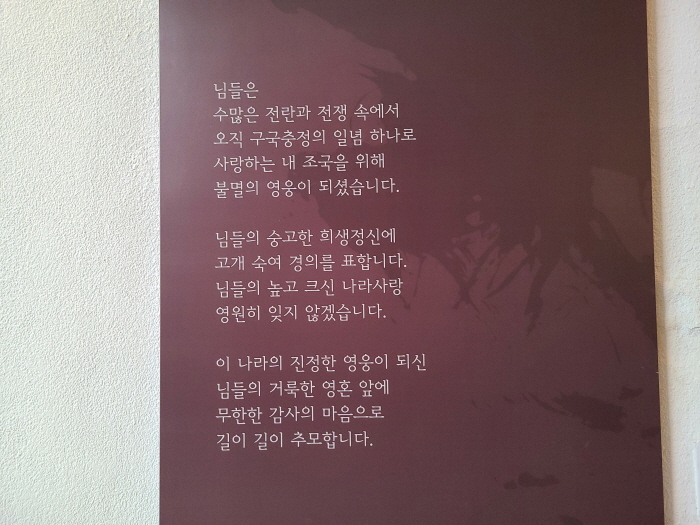 님들은
수많은 전란과 전쟁 속에서
오직 구국충정의 일념 하나로
사랑하는 내 조국을 위해
불멸의 영웅이 되셨습니다.
님들의 숭고한 희생정신에
고개 숙여 경의를 표합니다.
님들의 높고 크신 나라사랑
영원히 잊지 않겠습니다.
이 나라의 진정한 영웅이 되신
님들의 거룩한 영혼 앞에
무한한 감사의 마음으로
길이 길이 추모합니다.